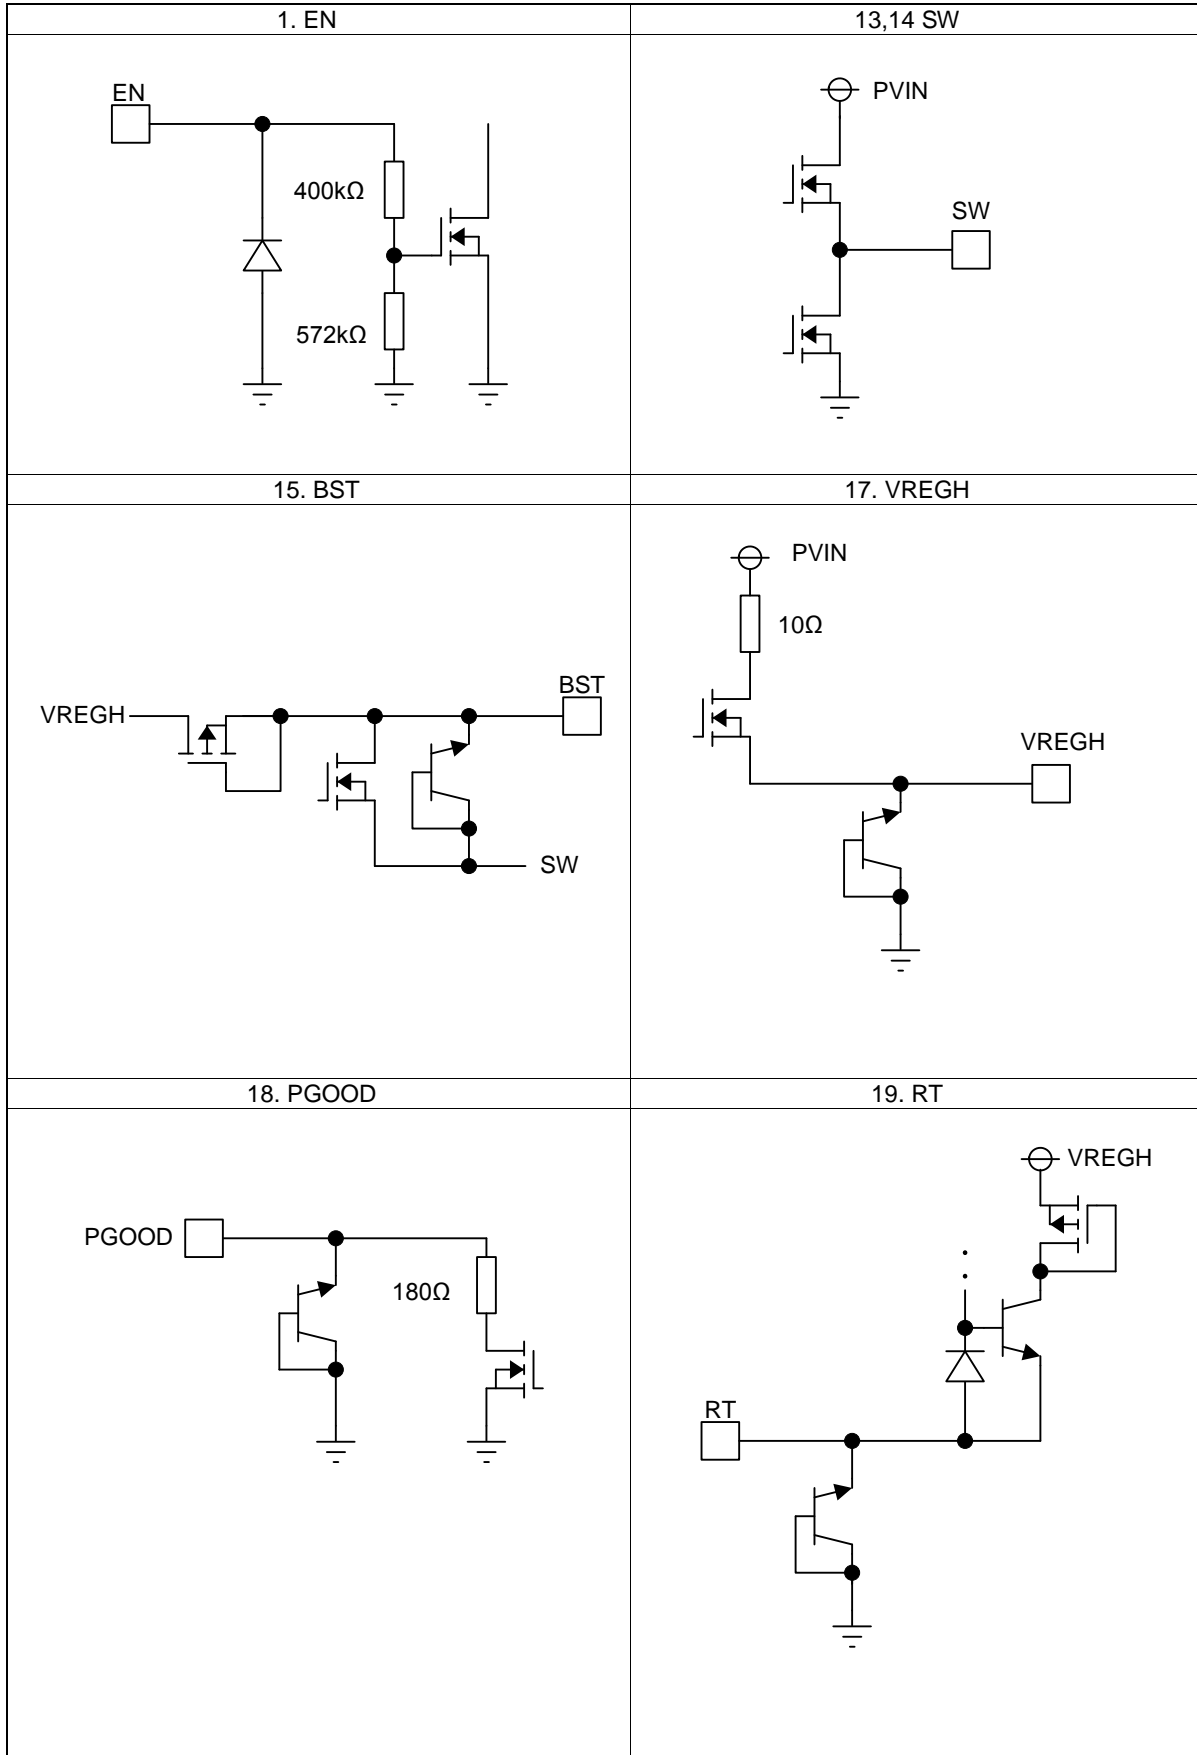 1. EN
13,14 SW
EN
400kΩ
572kΩ
PVIN
SW
15. BST
17. VREGH
VREGH
BST
SW
PVIN
10Ω
VREGH
18. PGOOD
19. RT
PGOOD
180Ω
VREGH
RT